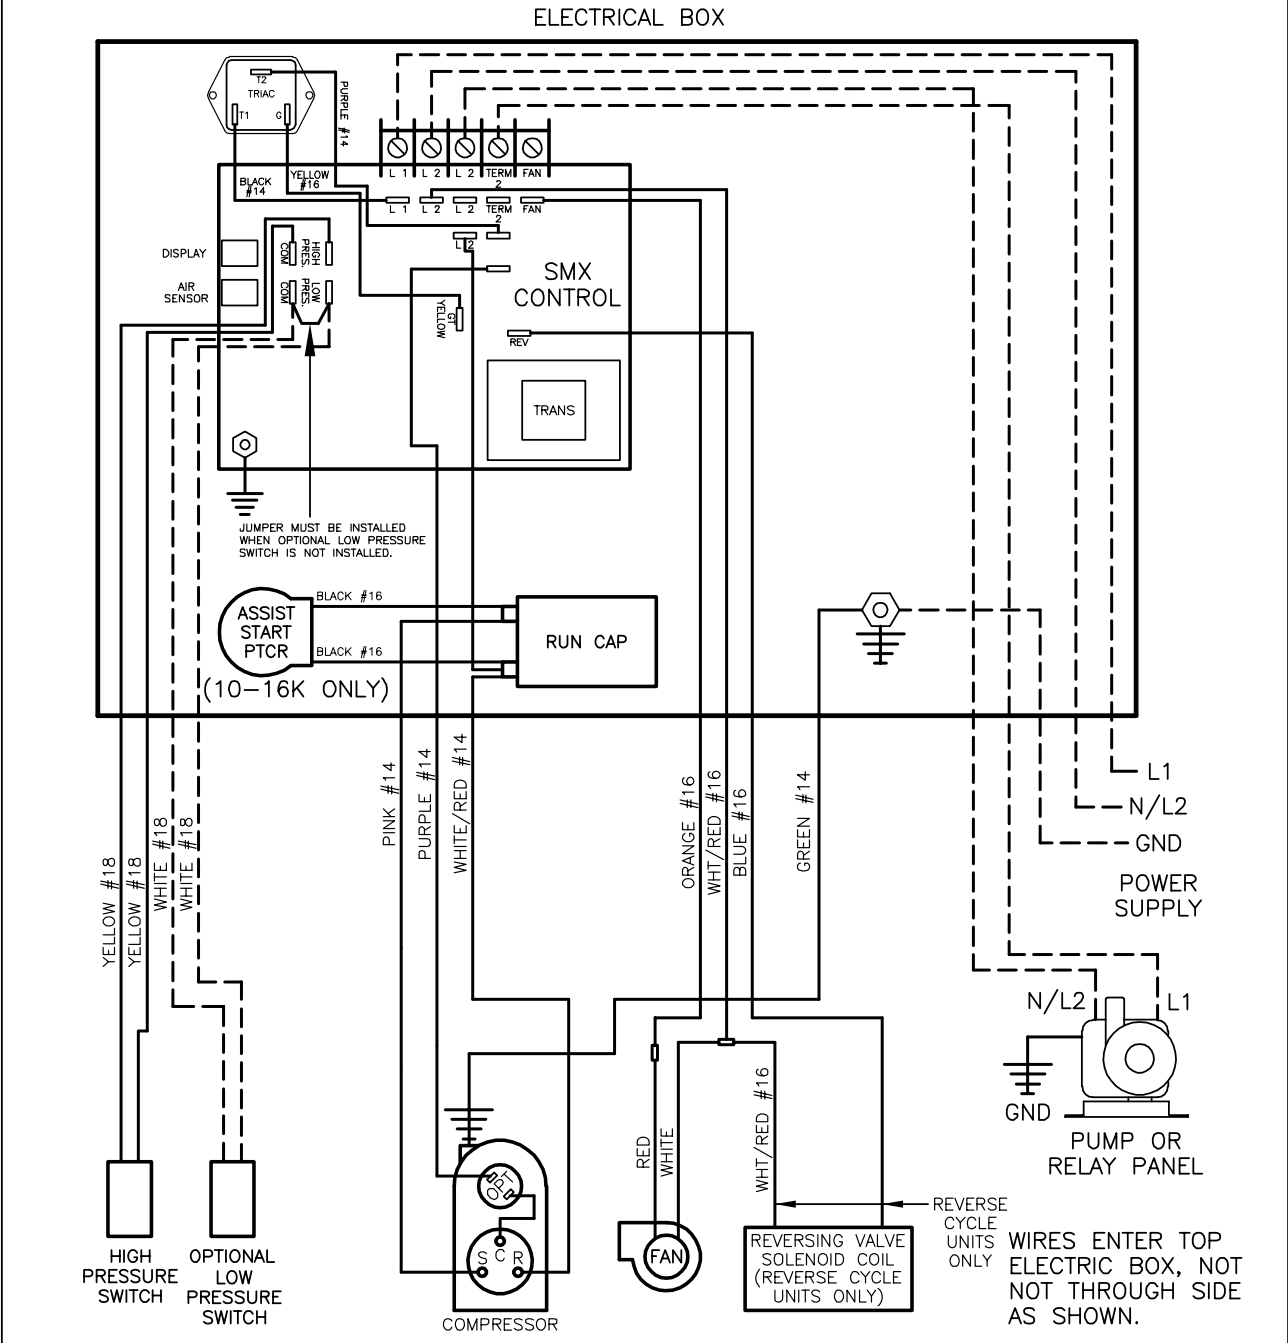 ELECTRICAL BOX
T2
TRIAC
T1
G
PURPLE #14
BLACK
#14
YELLOW
#16
L 1
L 2
L 2
TERM
2
FAN
L 1
L 2
L 2
TERM
2
FAN
L 2
DISPLAY
AIR
SENSOR
COM
HIGH
PRES.
COM
LOW
PRES.
GT
YELLOW
SMX
CONTROL
REV
TRANS
JUMPER MUST BE INSTALLED
WHEN OPTIONAL LOW PRESSURE
SWITCH IS NOT INSTALLED.
ASSIST
START
PTCR
(10-16K ONLY)
BLACK #16
BLACK #16
RUN CAP
YELLOW #18
YELLOW #18
WHITE #18
WHITE #18
PINK #14
PURPLE #14
WHITE/RED #14
ORANGE #16
WHT/RED #16
BLUE #16
GREEN #14
L1
N/L2
GND
POWER
SUPPLY
N/L2
L1
GND
PUMP OR
RELAY PANEL
RED
WHITE
WHT/RED #16
HIGH
PRESSURE
SWITCH
OPTIONAL
LOW
PRESSURE
SWITCH
OPT
S
C
R
COMPRESSOR
FAN
REVERSING VALVE
SOLENOID COIL
(REVERSE CYCLE
UNITS ONLY)
REVERSE
CYCLE
UNITS
ONLY
WIRES ENTER TOP
ELECTRIC BOX, NOT
NOT THROUGH SIDE
AS SHOWN.